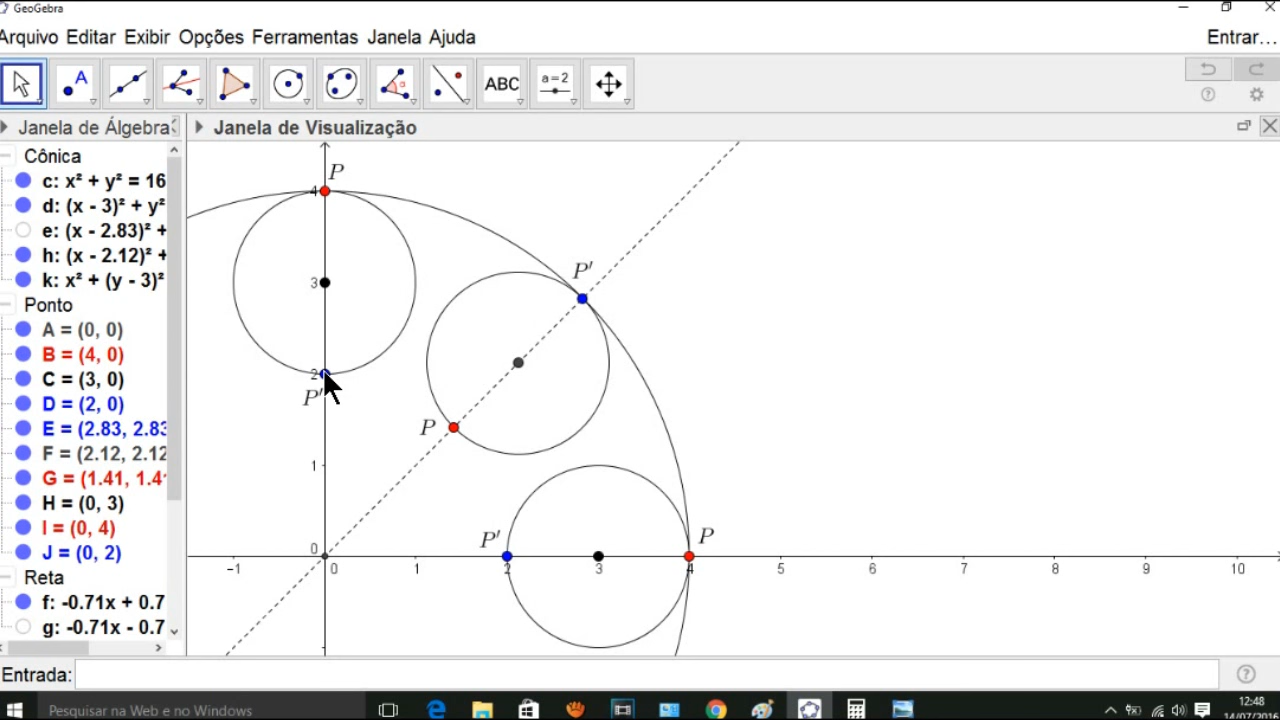 GeoGebra
Arquivo Editar Exibir Opções Ferramentas Janela Ajuda
Entrar...
A
α
ABC
a=2
Janela de Álgebra
Janela de Visualização
Cônica
c: x² + y² = 16
d: (x - 3)² + y²
e: (x - 2.83)² +
h: (x - 2.12)² +
k: x² + (y - 3)²
Ponto
A = (0, 0)
B = (4, 0)
C = (3, 0)
D = (2, 0)
E = (2.83, 2.83
F = (2.12, 2.12
G = (1.41, 1.41
H = (0, 3)
I = (0, 4)
J = (0, 2)
Reta
f: -0.71x + 0.7
g: -0.71x - 0.7
P
4
P'
3
2
P'
P
1
P'
P
0
-1 0 1 2 3 4 5 6 7 8 9 10
Entrada:
Pesquisar na Web e no Windows
12:48
14/07/2016